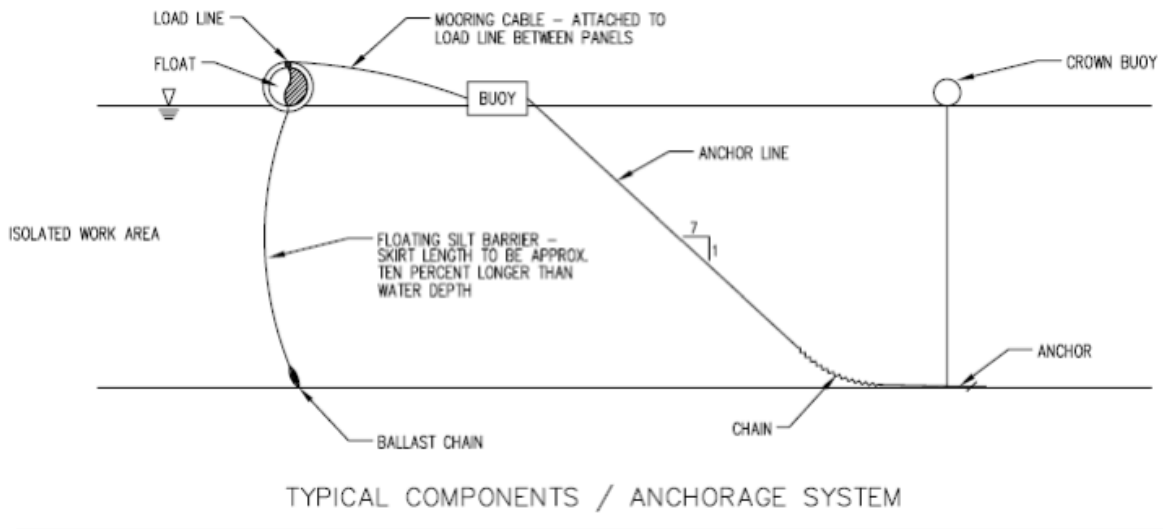 LOAD LINE
MOORING CABLE – ATTACHED TO
LOAD LINE BETWEEN PANELS
FLOAT
CROWN BUOY
BUOY
ANCHOR LINE
7
1
ISOLATED WORK AREA
FLOATING SILT BARRIER –
SKIRT LENGTH TO BE APPROX.
TEN PERCENT LONGER THAN
WATER DEPTH
ANCHOR
CHAIN
BALLAST CHAIN
TYPICAL COMPONENTS / ANCHORAGE SYSTEM